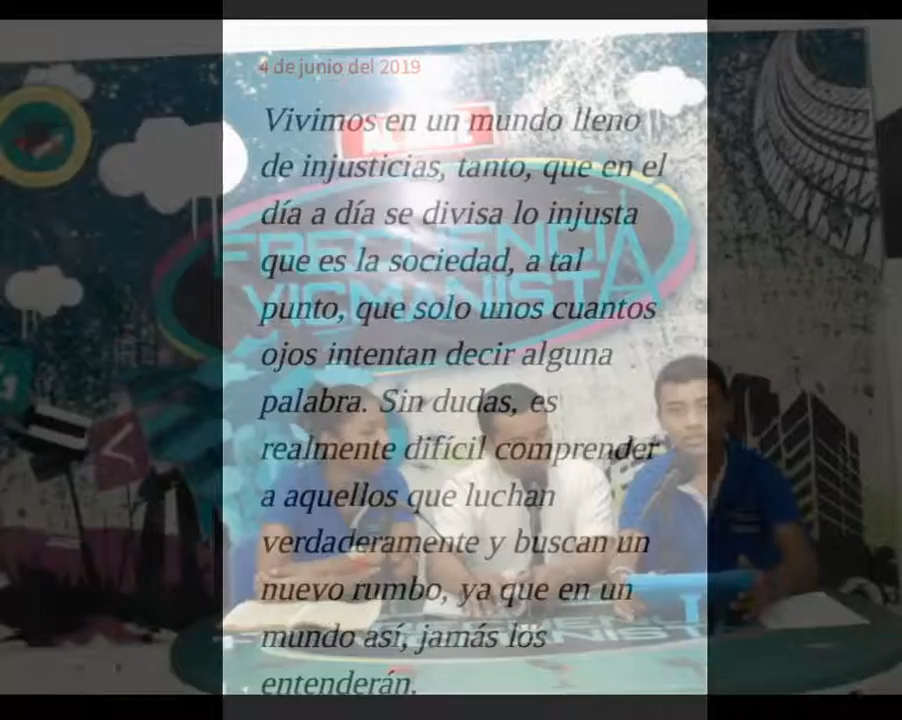 4 de junio del 2019
Vivimos en un mundo lleno
de injusticias, tanto, que en el
día a día se divisa lo injusta
que es la sociedad, a tal
punto, que solo unos cuantos
ojos intentan decir alguna
palabra. Sin dudas, es
realmente difícil comprender
a aquellos que luchan
verdaderamente y buscan un
nuevo rumbo, ya que en un
mundo así, jamás los
entenderán.
FRECUENCIA
VICMANISTA